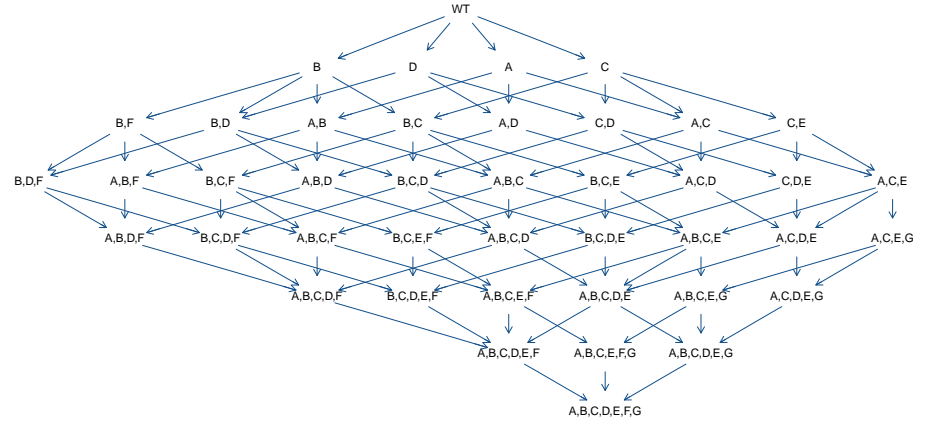 WT
B D A C
B,F B,D A,B B,C A,D C,D A,C C,E
B,D,F A,B,F B,C,F A,B,D B,C,D A,B,C B,C,E A,C,D C,D,E A,C,E
A,B,D,F B,C,D,F A,B,C,F B,C,E,F A,B,C,D B,C,D,E A,B,C,E A,C,D,E A,C,E,G
A,B,C,D,F B,C,D,E,F A,B,C,E,F A,B,C,D,E A,B,C,E,G A,C,D,E,G
A,B,C,D,E,F A,B,C,E,F,G A,B,C,D,E,G
A,B,C,D,E,F,G